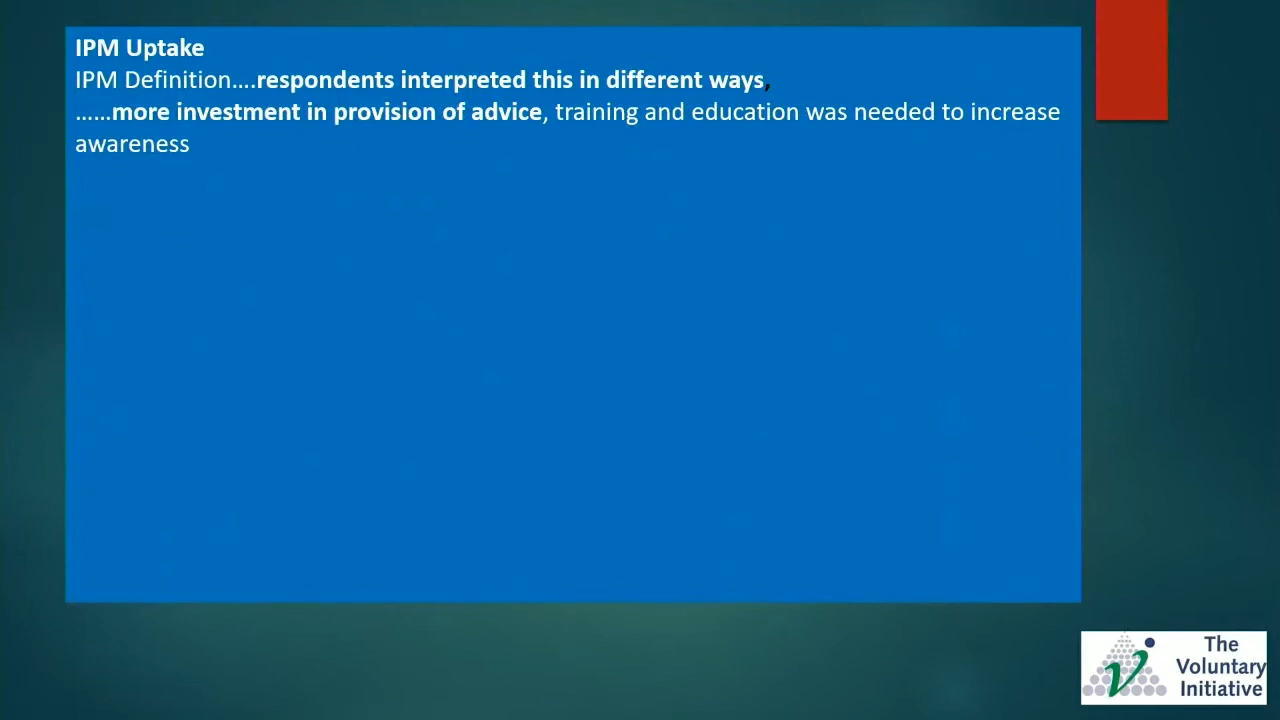 IPM Uptake
IPM Definition….respondents interpreted this in different ways,
……more investment in provision of advice, training and education was needed to increase
awareness
The
Voluntary
Initiative